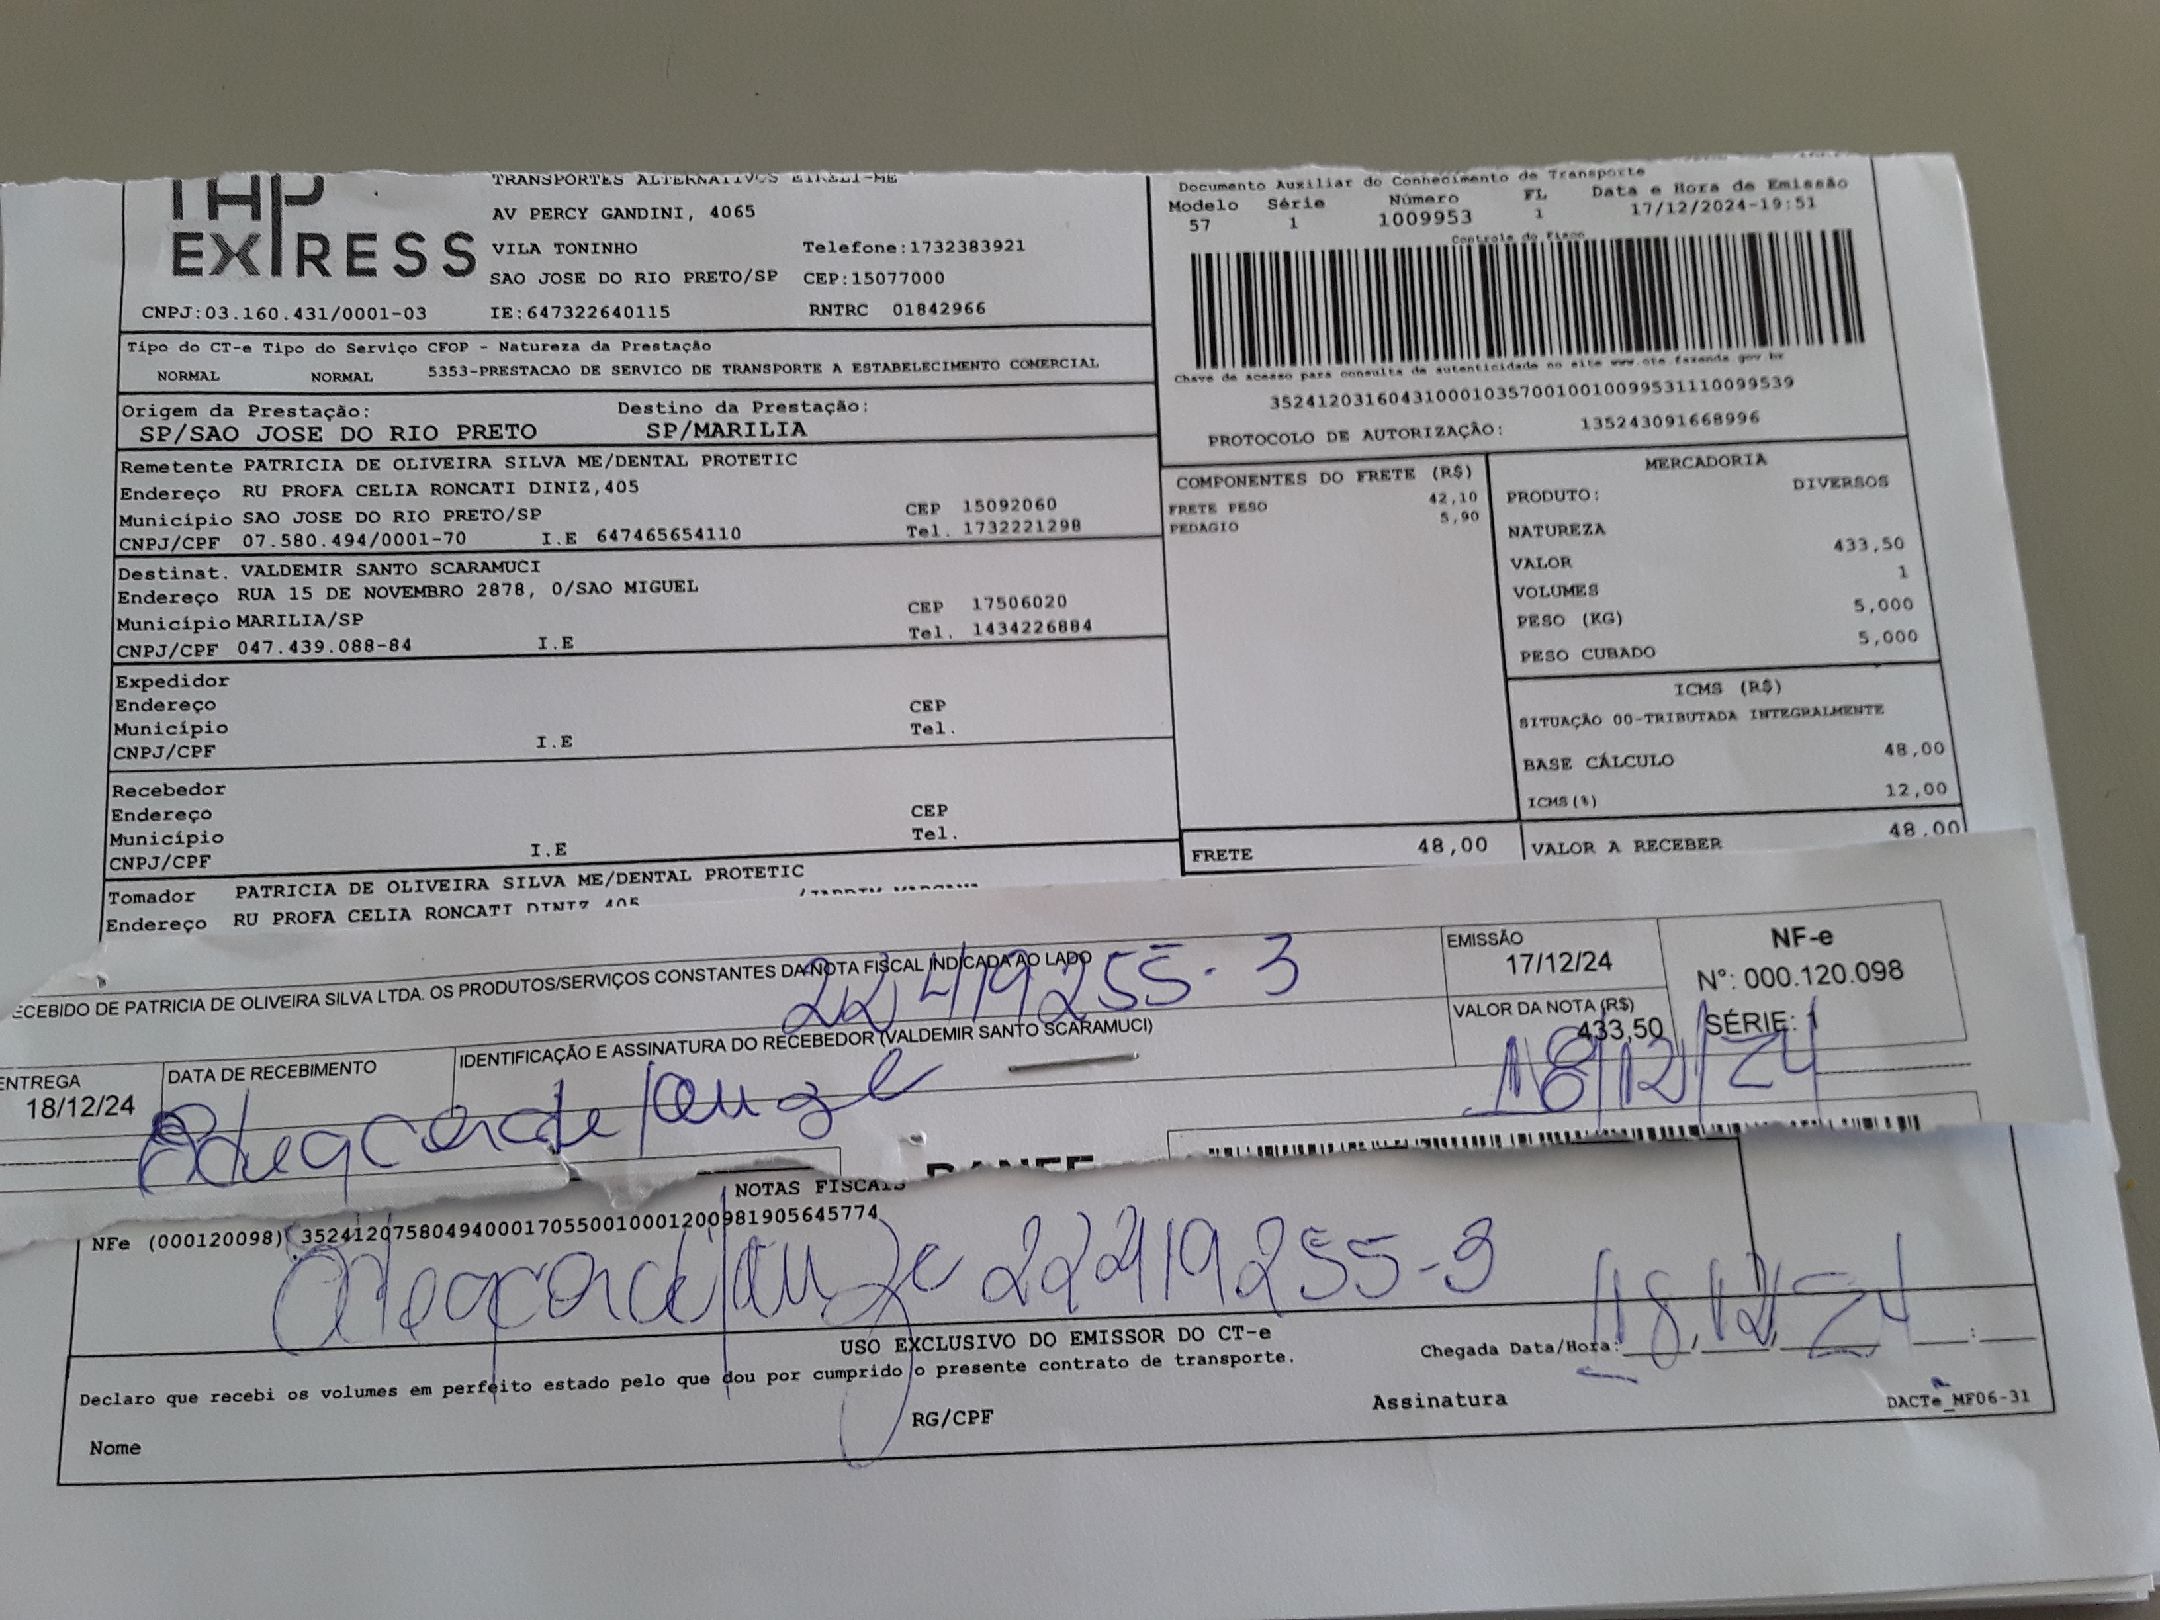 TAP
EXPRESS
TRANSPORTES ALTERNATIVOS EIRELI-ME
AV PERCY GANDINI, 4065
VILA TONINHO Telefone:1732383921
SAO JOSE DO RIO PRETO/SP CEP:15077000
CNPJ:03.160.431/0001-03 IE:647322640115 RNTRC 01842966
Documento Auxiliar do Conhecimento de Transporte
Modelo Série Número FL Data e Hora de Emissão
57 1 1009953 1 17/12/2024-19:51
Controle do Fisco
Chave de acesso para consulta de autenticidade no site www.cte.fazenda.gov.br
35241203160431000103570010010099531110099539
PROTOCOLO DE AUTORIZAÇÃO: 135243091668996
Tipo do CT-e Tipo do Serviço CFOP - Natureza da Prestação
NORMAL NORMAL 5353-PRESTACAO DE SERVICO DE TRANSPORTE A ESTABELECIMENTO COMERCIAL
Origem da Prestação: Destino da Prestação:
SP/SAO JOSE DO RIO PRETO SP/MARILIA
Remetente PATRICIA DE OLIVEIRA SILVA ME/DENTAL PROTETIC
Endereço RU PROFA CELIA RONCATI DINIZ,405
Município SAO JOSE DO RIO PRETO/SP CEP 15092060
CNPJ/CPF 07.580.494/0001-70 I.E 647465654110 Tel. 1732221298
Destinat. VALDEMIR SANTO SCARAMUCI
Endereço RUA 15 DE NOVEMBRO 2878, 0/SAO MIGUEL
Município MARILIA/SP CEP 17506020
CNPJ/CPF 047.439.088-84 I.E Tel. 1434226884
Expedidor
Endereço CEP
Município Tel.
CNPJ/CPF I.E
Recebedor
Endereço CEP
Município Tel.
CNPJ/CPF I.E
Tomador PATRICIA DE OLIVEIRA SILVA ME/DENTAL PROTETIC
Endereço RU PROFA CELIA RONCATI DINIZ 405
COMPONENTES DO FRETE (R$)
FRETE PESO 42,10
PEDAGIO 5,90
FRETE 48,00
MERCADORIA
PRODUTO: DIVERSOS
NATUREZA
VALOR 433,50
VOLUMES 1
PESO (KG) 5,000
PESO CUBADO 5,000
ICMS (R$)
SITUAÇÃO 00-TRIBUTADA INTEGRALMENTE
BASE CÁLCULO 48,00
ICMS(%) 12,00
VALOR A RECEBER 48,00
ECEBIDO DE PATRICIA DE OLIVEIRA SILVA LTDA. OS PRODUTOS/SERVIÇOS CONSTANTES DA NOTA FISCAL INDICADA AO LADO
22419255-3
EMISSÃO
17/12/24
VALOR DA NOTA (R$)
433,50
NF-e
N°: 000.120.098
SÉRIE: 1
ENTREGA
18/12/24
DATA DE RECEBIMENTO
IDENTIFICAÇÃO E ASSINATURA DO RECEBEDOR (VALDEMIR SANTO SCARAMUCI)
18/12/24
DANFE
NOTAS FISCAIS
NFe (000120098) 35241207580494000170550010001200981905645774
22419255-3
USO EXCLUSIVO DO EMISSOR DO CT-e
Declaro que recebi os volumes em perfeito estado pelo que dou por cumprido o presente contrato de transporte.
Chegada Data/Hora: 18/12/24 :
Nome RG/CPF Assinatura
DACTe_MF06-31